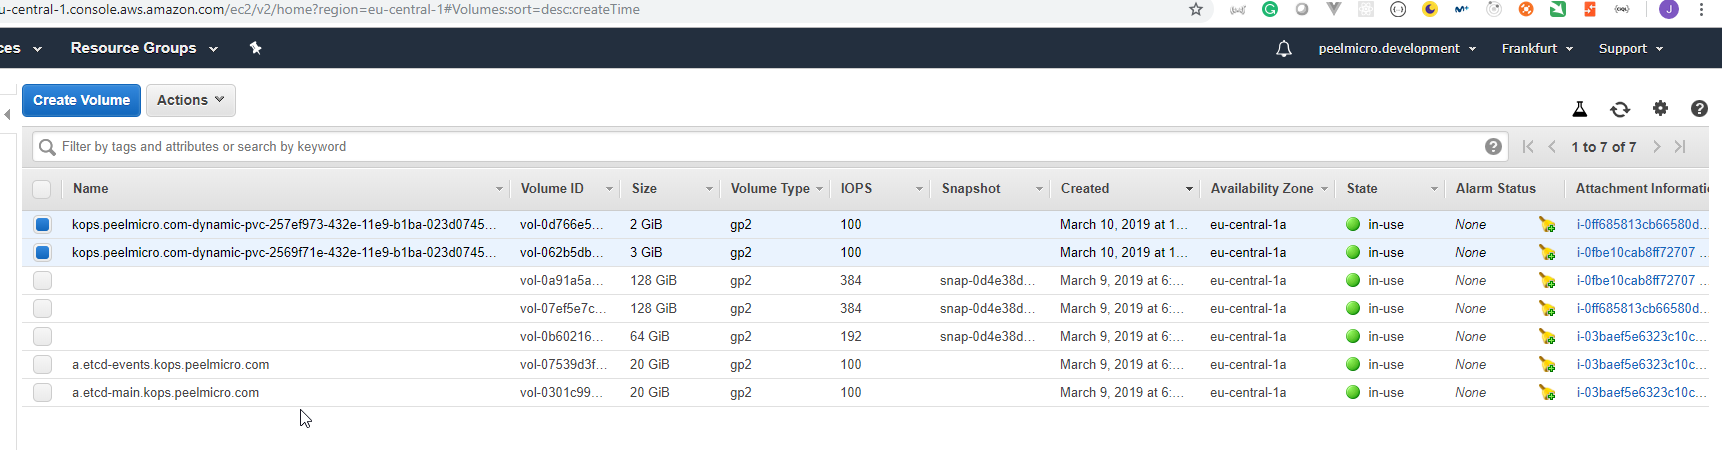 u-central-1.console.aws.amazon.com/ec2/v2/home?region=eu-central-1#Volumes:sort=desc:createTime
ces Resource Groups peelmicro.development Frankfurt Support
Create Volume Actions
Filter by tags and attributes or search by keyword 1 to 7 of 7
Name Volume ID Size Volume Type IOPS Snapshot Created Availability Zone State Alarm Status Attachment Informati
kops.peelmicro.com-dynamic-pvc-257ef973-432e-11e9-b1ba-023d0745... vol-0d766e5... 2 GiB gp2 100 March 10, 2019 at 1... eu-central-1a in-use None i-0ff685813cb66580d...
kops.peelmicro.com-dynamic-pvc-2569f71e-432e-11e9-b1ba-023d0745... vol-062b5db... 3 GiB gp2 100 March 10, 2019 at 1... eu-central-1a in-use None i-0fbe10cab8ff72707 ...
vol-0a91a5a... 128 GiB gp2 384 snap-0d4e38d... March 9, 2019 at 6:... eu-central-1a in-use None i-0fbe10cab8ff72707 ...
vol-07ef5e7c... 128 GiB gp2 384 snap-0d4e38d... March 9, 2019 at 6:... eu-central-1a in-use None i-0ff685813cb66580d...
vol-0b60216... 64 GiB gp2 192 snap-0d4e38d... March 9, 2019 at 6:... eu-central-1a in-use None i-03baef5e6323c10c...
a.etcd-events.kops.peelmicro.com vol-07539d3f... 20 GiB gp2 100 March 9, 2019 at 6:... eu-central-1a in-use None i-03baef5e6323c10c...
a.etcd-main.kops.peelmicro.com vol-0301c99... 20 GiB gp2 100 March 9, 2019 at 6:... eu-central-1a in-use None i-03baef5e6323c10c...